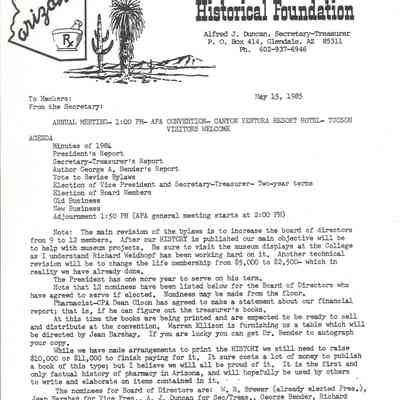 arizona
Rx
Historical Foundation
Alfred J. Duncan, Secretary-Treasurer
P. O. Box 414, Glendale, AZ 85311
Ph. 602-937-6946
To Members: May 15, 1985
From the Secretary:
ANNUAL MEETING- 1:00 PM- APA CONVENTION- CANYON VENTURA RESORT HOTEL- TUCSON
VISITORS WELCOME
AGENDA
Minutes of 1984
President's Report
Secretary-Treasurer's Report
Author George A. Bender's Report
Vote to Revise Bylaws
Election of Vice President and Secretary-Treasurer- Two-year terms
Election of Board Members
Old Business
New Business
Adjournment 1:50 PM (APA general meeting starts at 2:00 PM)
Note: The main revision of the bylaws is to increase the board of directors
from 9 to 12 members. After our HISTORY is published our main objective will be
to help with museum projects. Be sure to visit the museum displays at the College
as I understand Richard Weidhopf has been working hard on it. Another technical
revision will be to change the life membership from $5,000 to $2,500- which in
reality we have already done.
The President has one more year to serve on his term.
Note that 12 nominees have been listed below for the Board of Directors who
have agreed to serve if elected. Nominees may be made from the floor.
Pharmacist-CPA Dean Olson has agreed to make a statement about our financial
report; that is, if he can figure out the treasurer's books.
At this time the books are being printed and are expected to be ready to sell
and distribute at the convention. Warren Ellison is furnishing us a table which will
be directed by Jean Barshay. If you are lucky you can get Dr. Bender to autograph
your copy.
While we have made arrangements to print the HISTORY we still need to raise
$10,000 or $11,000 to finish paying for it. It sure costs a lot of money to publish
a book of this type; but I believe we will all be proud of it. It is the first and
only factual history of pharmacy in Arizona, and will hopefully be used by others
to write and elaborate on items contained in it.
The nominees for Board of Directors are: W. R. Brewer (already elected Pres.),
Jean Barshay for Vice Pres., A. J. Duncan for Sec/Treas., George Bender, Richard